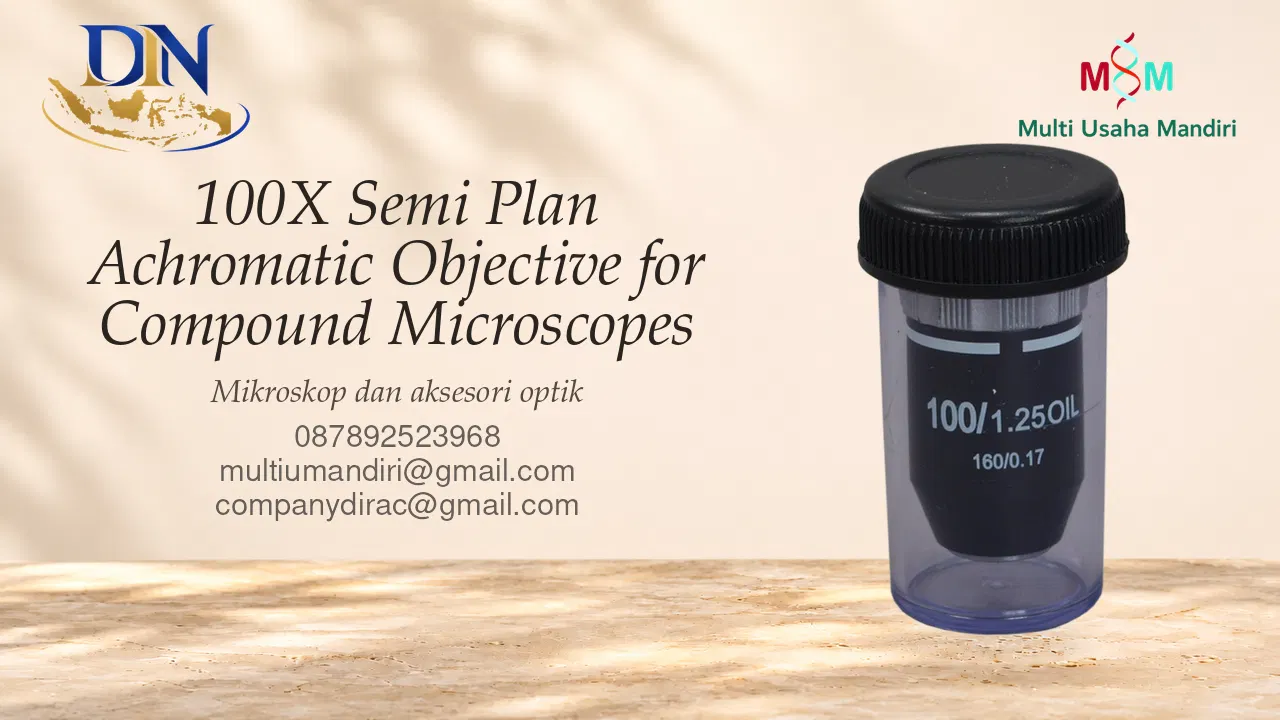 DIN
M M
Multi Usaha Mandiri
100X Semi Plan
Achromatic Objective for
Compound Microscopes
Mikroskop dan aksesori optik
087892523968
multiumandiri@gmail.com
companydirac@gmail.com
100/1.25OIL
160/0.17